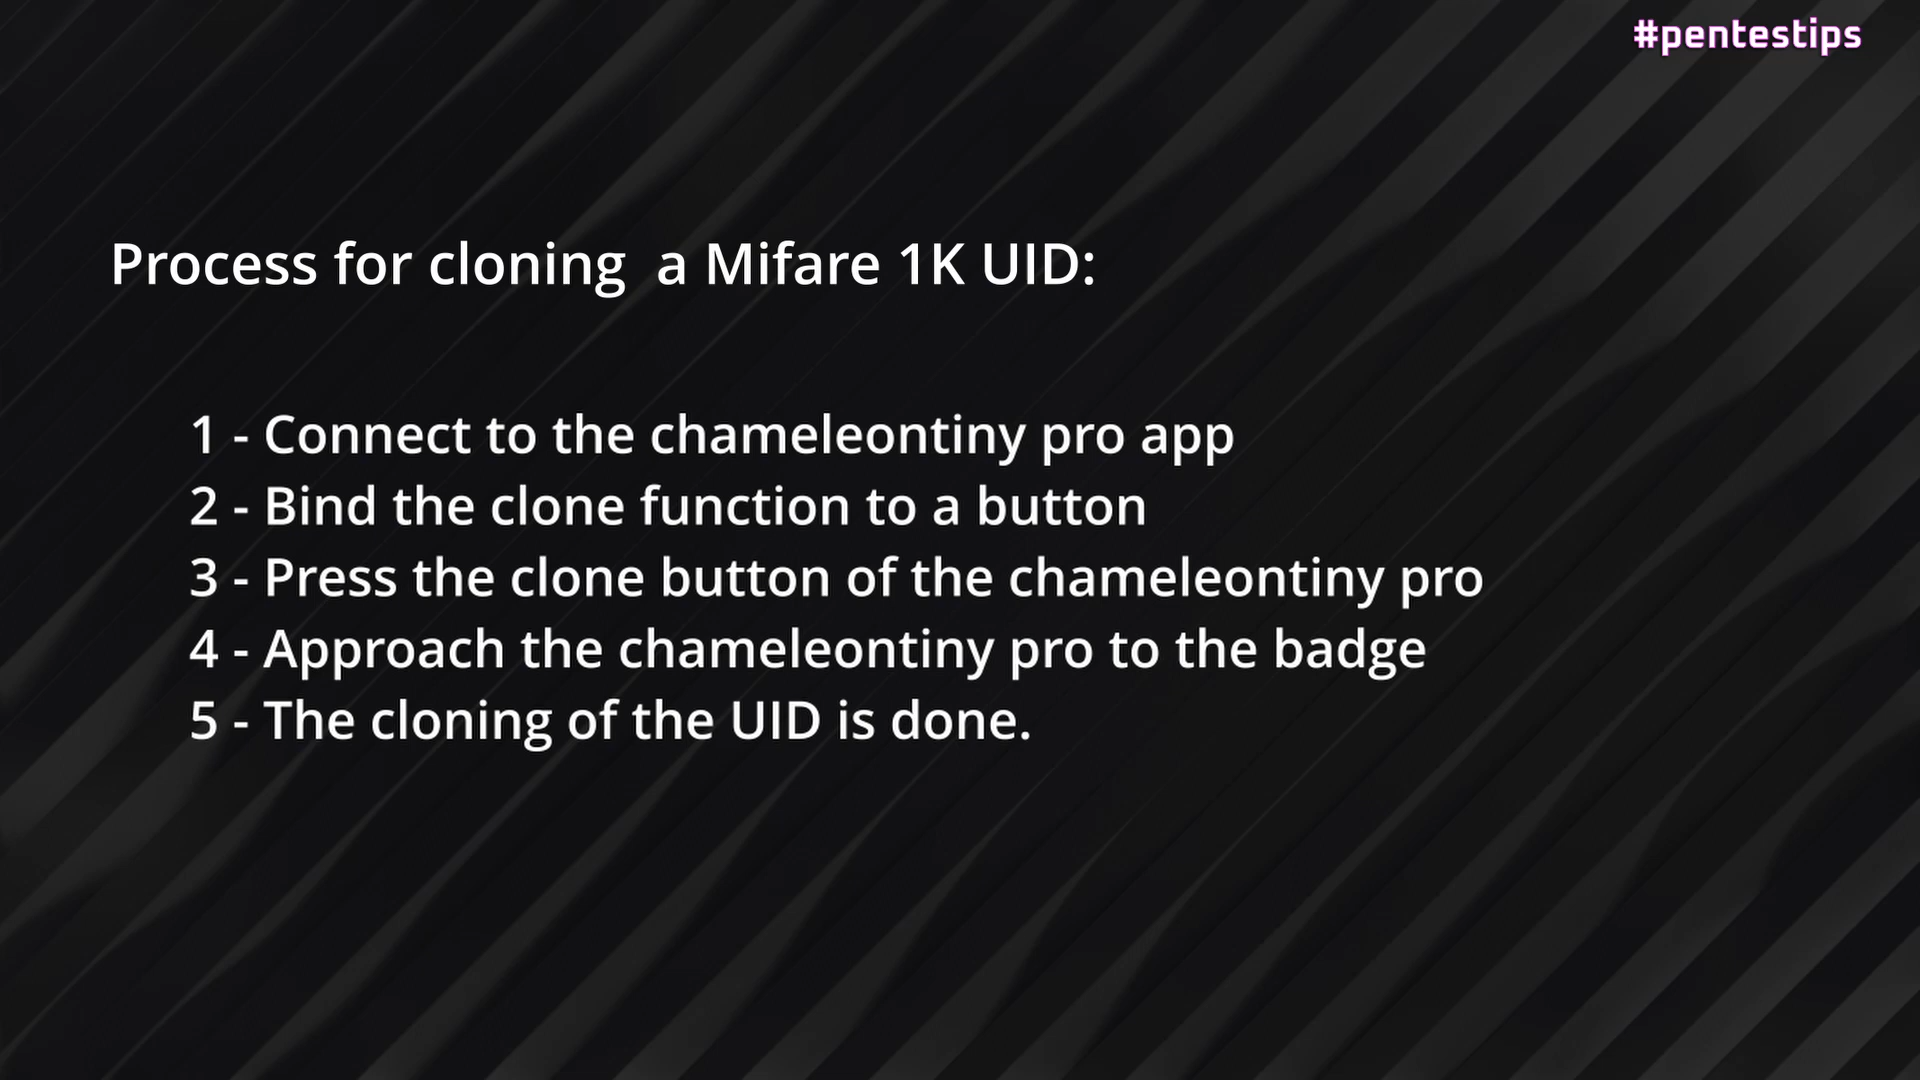 #pentestips
Process for cloning  a Mifare 1K UID:
1 - Connect to the chameleontiny pro app
2 - Bind the clone function to a button
3 - Press the clone button of the chameleontiny pro
4 - Approach the chameleontiny pro to the badge
5 - The cloning of the UID is done.